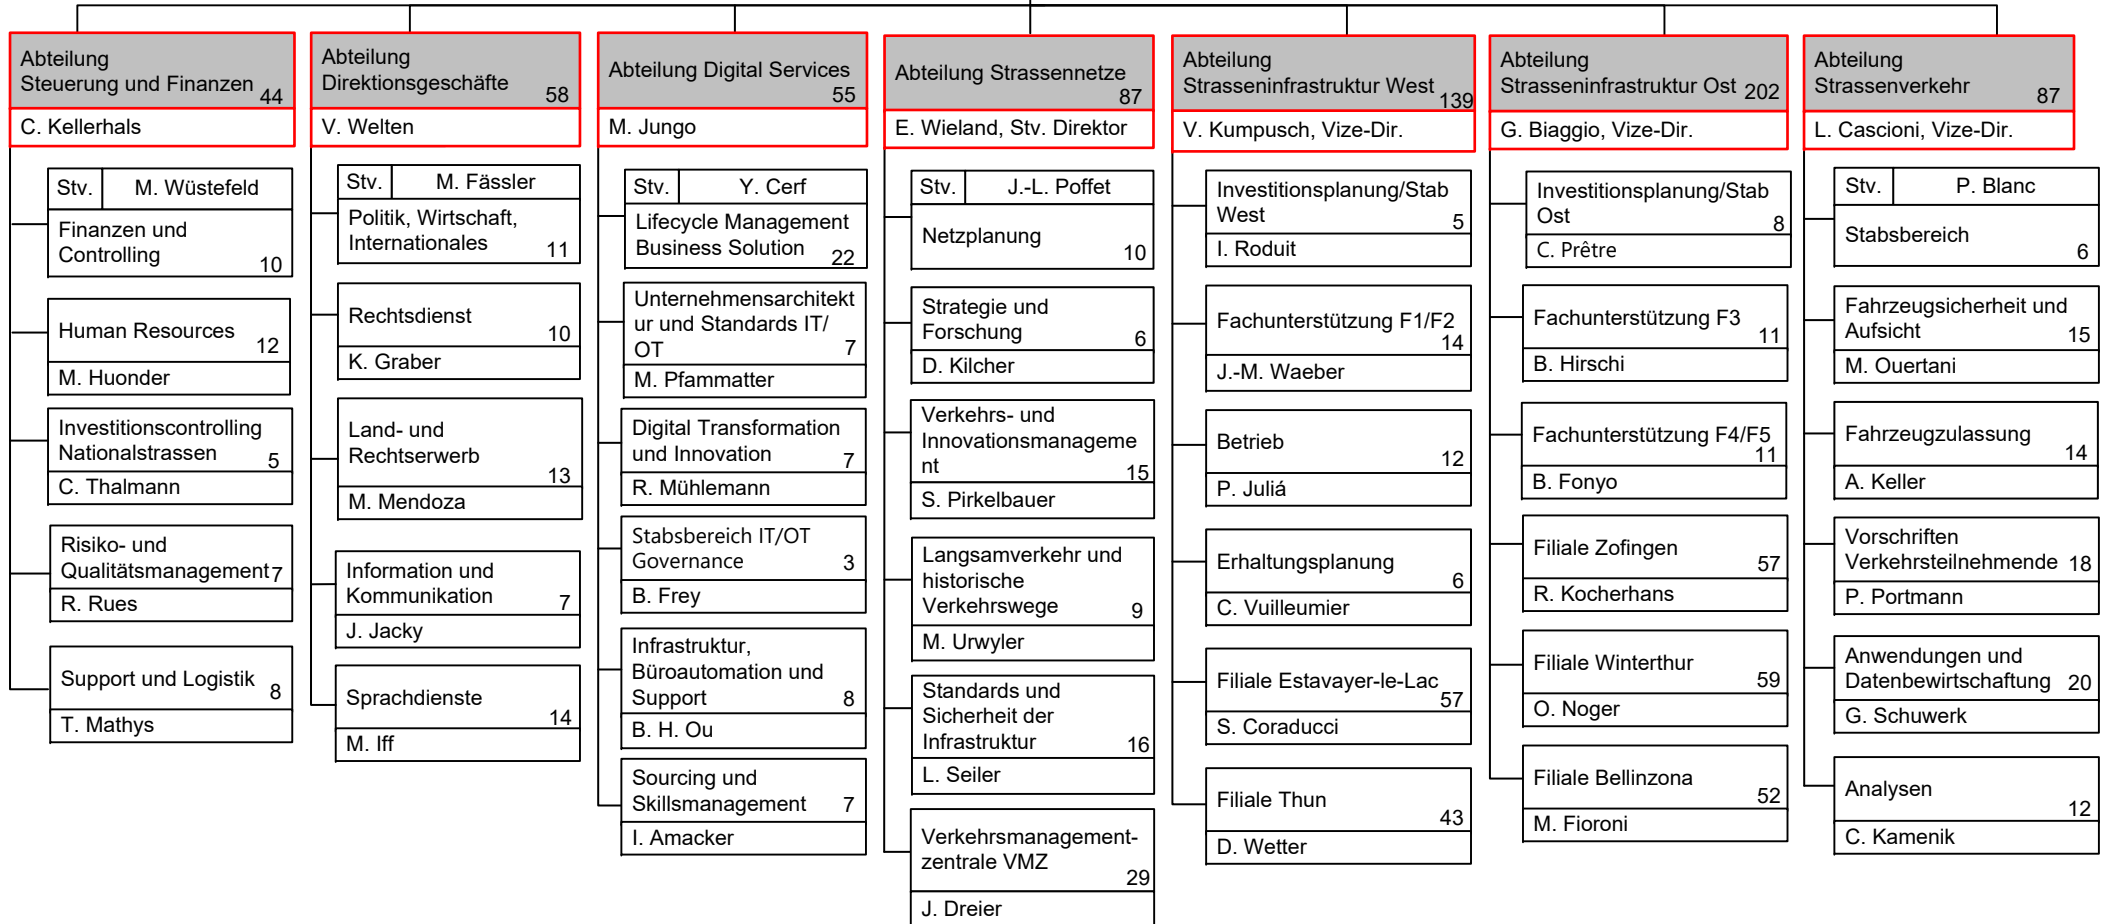 Abteilung
Steuerung und Finanzen 44
C. Kellerhals
Stv. M. Wüstefeld
Finanzen und
Controlling
10
Human Resources
12
M. Huonder
Investitionscontrolling
Nationalstrassen
5
C. Thalmann
Risiko- und
Qualitätsmanagement 7
R. Rues
Support und Logistik
8
T. Mathys
Abteilung
Direktionsgeschäfte
58
V. Welten
Stv. M. Fässler
Politik, Wirtschaft,
Internationales
11
Rechtsdienst
10
K. Graber
Land- und
Rechtserwerb
13
M. Mendoza
Information und
Kommunikation
7
J. Jacky
Sprachdienste
14
M. Iff
Abteilung Digital Services
55
M. Jungo
Stv. Y. Cerf
Lifecycle Management
Business Solution
22
Unternehmensarchitekt
ur und Standards IT/
OT
7
M. Pfammatter
Digital Transformation
und Innovation
7
R. Mühlemann
Stabsbereich IT/OT
Governance
3
B. Frey
Infrastruktur,
Büroautomation und
Support
8
B. H. Ou
Sourcing und
Skillsmanagement
7
I. Amacker
Abteilung Strassennetze
87
E. Wieland, Stv. Direktor
Stv. J.-L. Poffet
Netzplanung
10
Strategie und
Forschung
6
D. Kilcher
Verkehrs- und
Innovationsmanageme
nt
15
S. Pirkelbauer
Langsamverkehr und
historische
Verkehrswege
9
M. Urwyler
Standards und
Sicherheit der
Infrastruktur
16
L. Seiler
Verkehrsmanagement-
zentrale VMZ
29
J. Dreier
Abteilung
Strasseninfrastruktur West
139
V. Kumpusch, Vize-Dir.
Investitionsplanung/Stab
West
5
I. Roduit
Fachunterstützung F1/F2
14
J.-M. Waeber
Betrieb
12
P. Juliá
Erhaltungsplanung
6
C. Vuilleumier
Filiale Estavayer-le-Lac
57
S. Coraducci
Filiale Thun
43
D. Wetter
Abteilung
Strasseninfrastruktur Ost 202
G. Biaggio, Vize-Dir.
Investitionsplanung/Stab
Ost
8
C. Prêtre
Fachunterstützung F3
11
B. Hirschi
Fachunterstützung F4/F5
11
B. Fonyo
Filiale Zofingen
57
R. Kocherhans
Filiale Winterthur
59
O. Noger
Filiale Bellinzona
52
M. Fioroni
Abteilung
Strassenverkehr
87
L. Cascioni, Vize-Dir.
Stv. P. Blanc
Stabsbereich
6
Fahrzeugsicherheit und
Aufsicht
15
M. Ouertani
Fahrzeugzulassung
14
A. Keller
Vorschriften
Verkehrsteilnehmende 18
P. Portmann
Anwendungen und
Datenbewirtschaftung 20
G. Schuwerk
Analysen
12
C. Kamenik